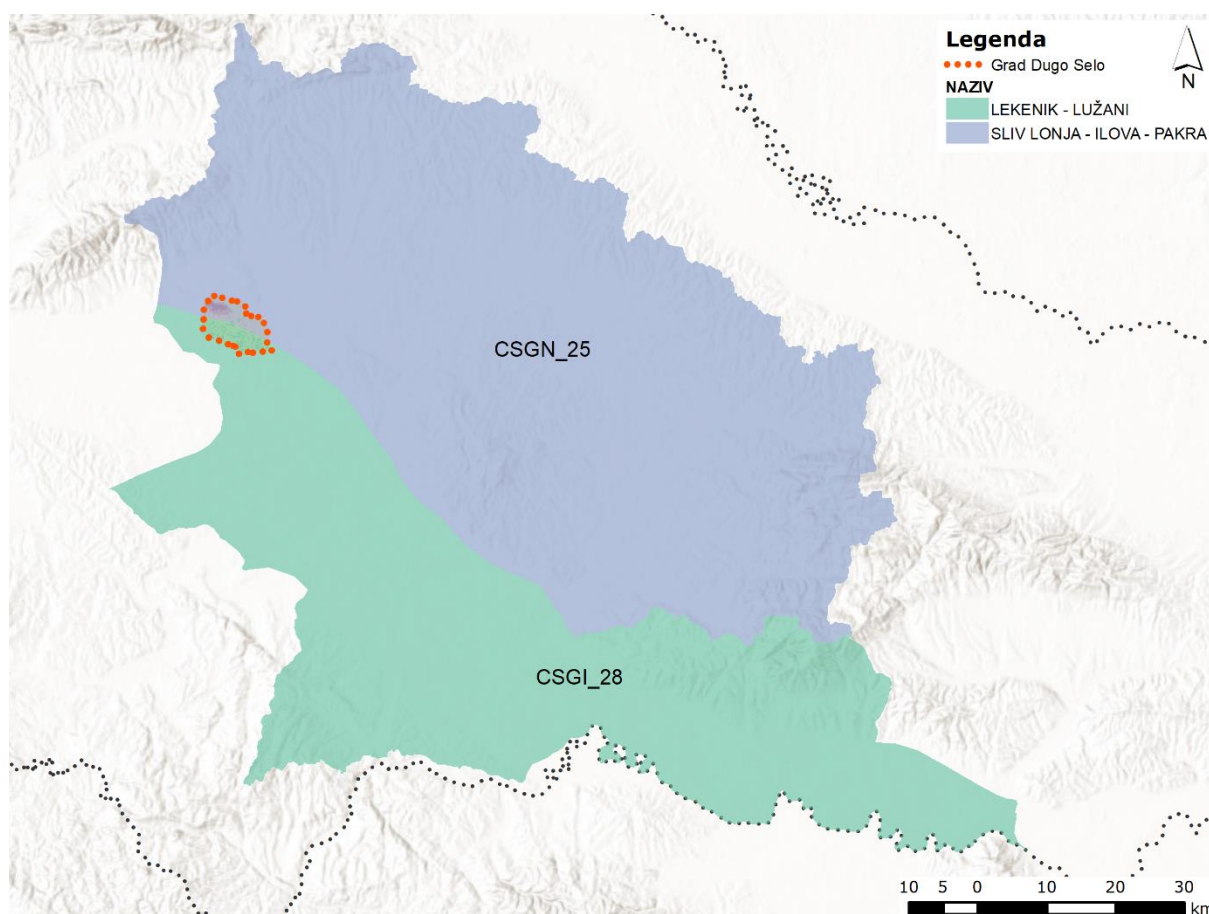 Legenda
Grad Dugo Selo
NAZIV
LEKENIK - LUŽANI
SLIV LONJA - ILOVA - PAKRA
N
CSGN_25
CSGI_28
10 5 0 10 20 30
km